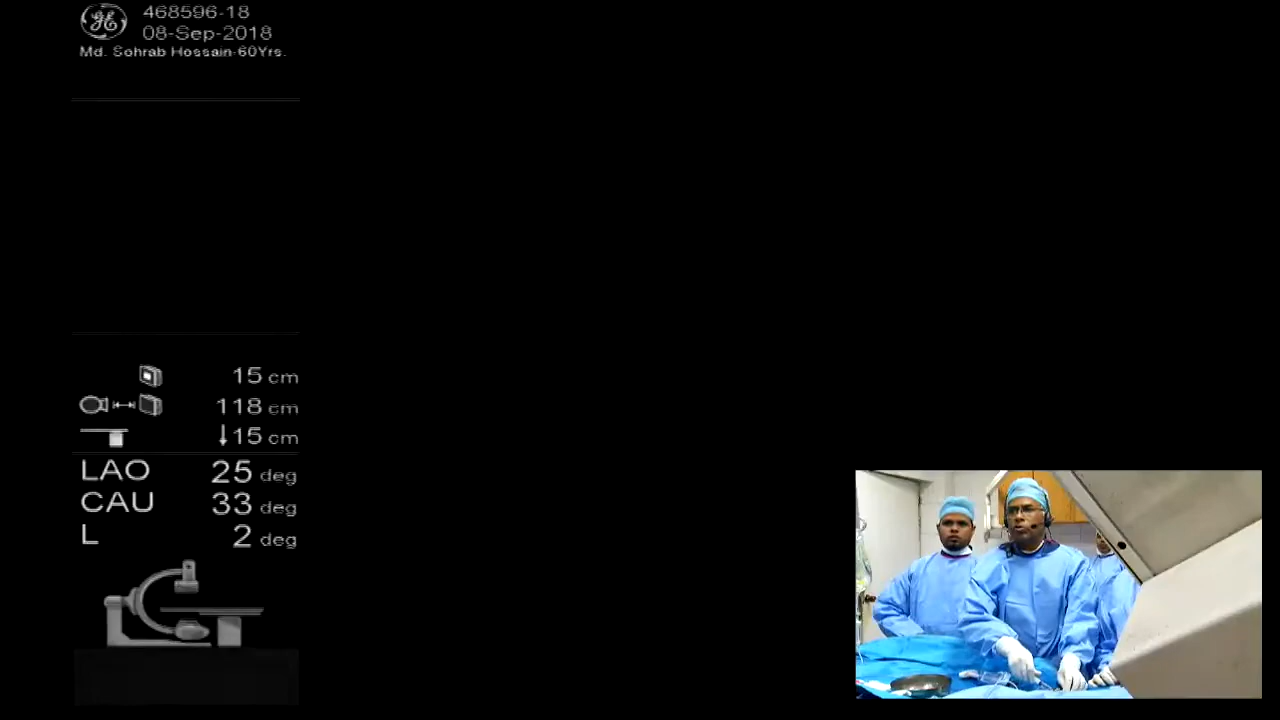 GE
468596-18
08-Sep-2018
Md. Sohrab Hossain-60Yrs.
15 cm
118 cm
↓15 cm
LAO 25 deg
CAU 33 deg
L 2 deg